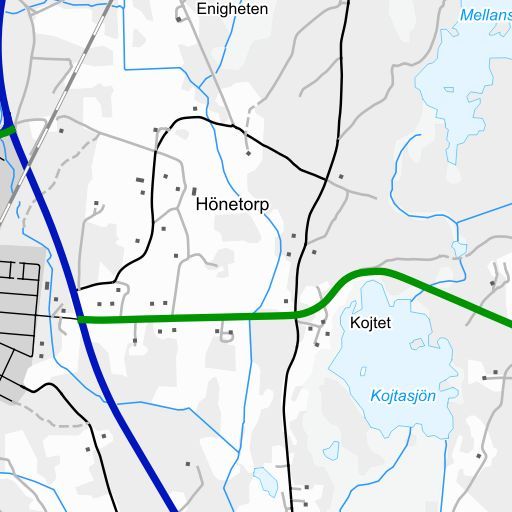 Enigheten
Mellans
Hönetorp
Kojtet
Kojtasjön